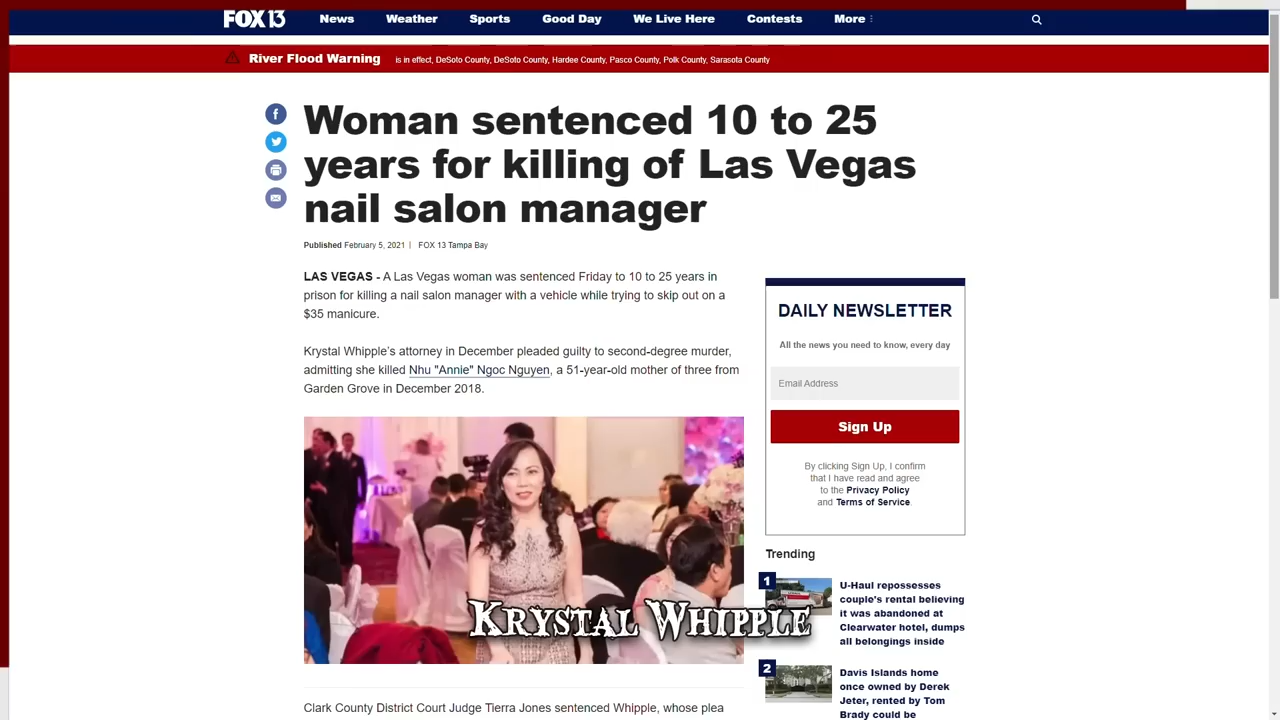 FOX 13 News Weather Sports Good Day We Live Here Contests More
River Flood Warning is in effect, DeSoto County, DeSoto County, Hardee County, Pasco County, Polk County, Sarasota County
Woman sentenced 10 to 25
years for killing of Las Vegas
nail salon manager
Published February 5, 2021 | FOX 13 Tampa Bay
LAS VEGAS - A Las Vegas woman was sentenced Friday to 10 to 25 years in
prison for killing a nail salon manager with a vehicle while trying to skip out on a
$35 manicure.
Krystal Whipple's attorney in December pleaded guilty to second-degree murder,
admitting she killed Nhu "Annie" Ngoc Nguyen, a 51-year-old mother of three from
Garden Grove in December 2018.
KRYSTAL WHIPPLE
Clark County District Court Judge Tierra Jones sentenced Whipple, whose plea
DAILY NEWSLETTER
All the news you need to know, every day
Email Address
Sign Up
By clicking Sign Up, I confirm
that I have read and agree
to the Privacy Policy
and Terms of Service.
Trending
1
U-Haul repossesses
couple's rental believing
it was abandoned at
Clearwater hotel, dumps
all belongings inside
2
Davis Islands home
once owned by Derek
Jeter, rented by Tom
Brady could be